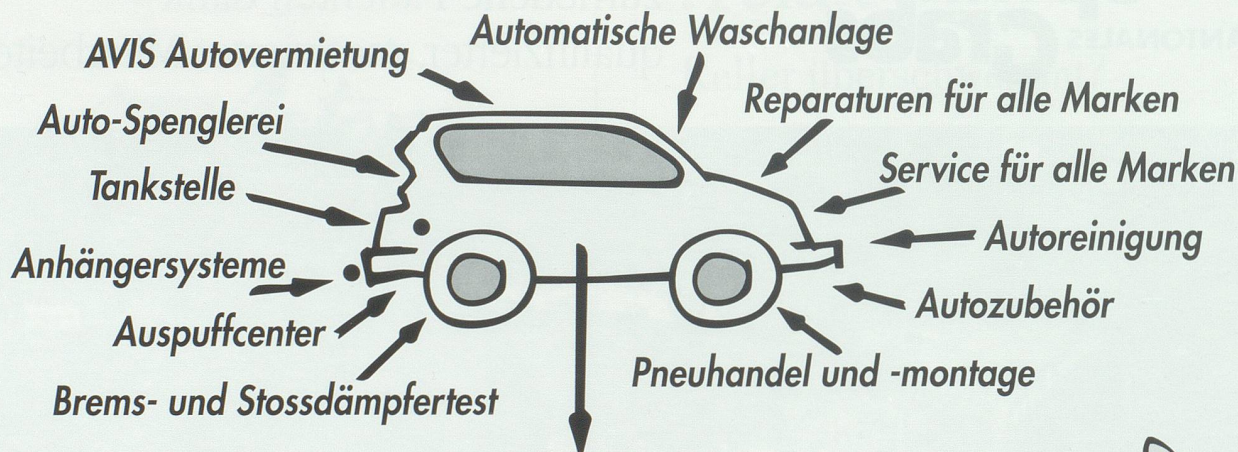 Automatische Waschanlage
AVIS Autovermietung
Reparaturen für alle Marken
Auto-Spenglerei
Service für alle Marken
Tankstelle
Autoreinigung
Anhängersysteme
Autozubehör
Auspuffcenter
Pneuhandel und -montage
Brems- und Stossdämpfertest